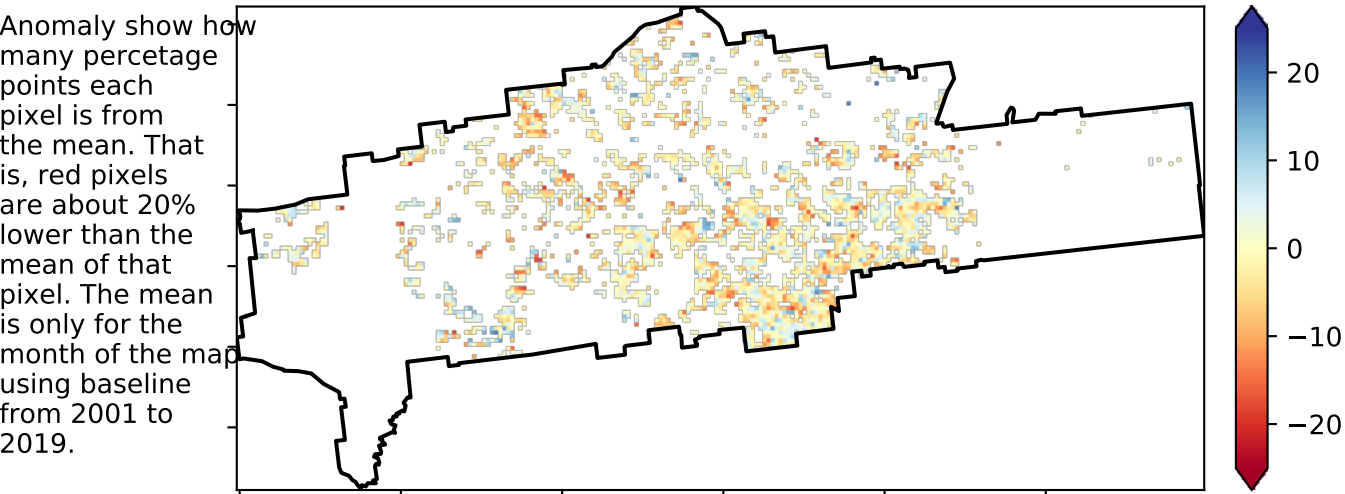 Anomaly show how
many percetage
points each
pixel is from
the mean. That
is, red pixels
are about 20%
lower than the
mean of that
pixel. The mean
is only for the
month of the map
using baseline
from 2001 to
2019.
20
10
0
−10
−20